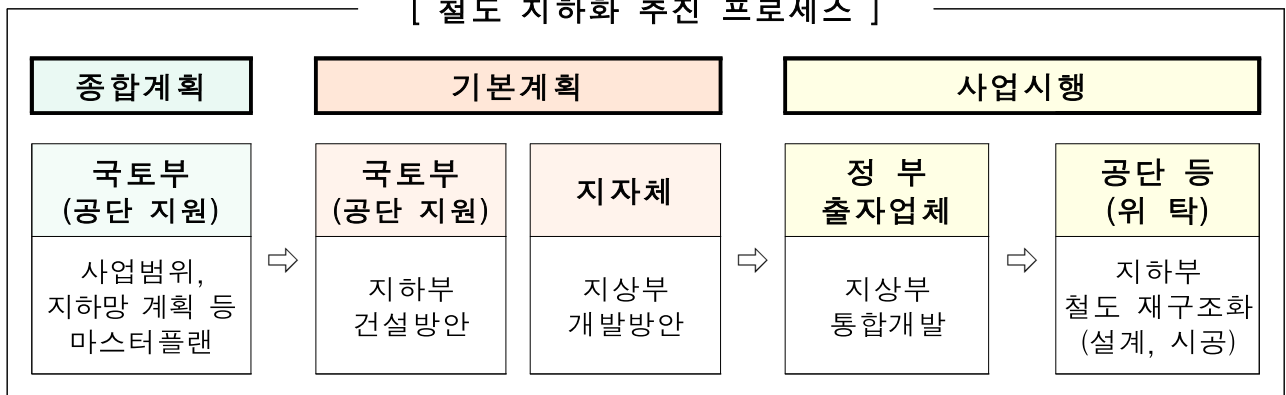 [ 철도 지하화 추진 프로세스 ]
종합계획
기본계획
사업시행
국토부
(공단 지원)
사업범위,
지하망 계획 등
마스터플랜
⇨
국토부
(공단 지원)
지하부
건설방안
지자체
지상부
개발방안
⇨
정 부
출자업체
지상부
통합개발
⇨
공단 등
(위 탁)
지하부
철도 재구조화
(설계, 시공)